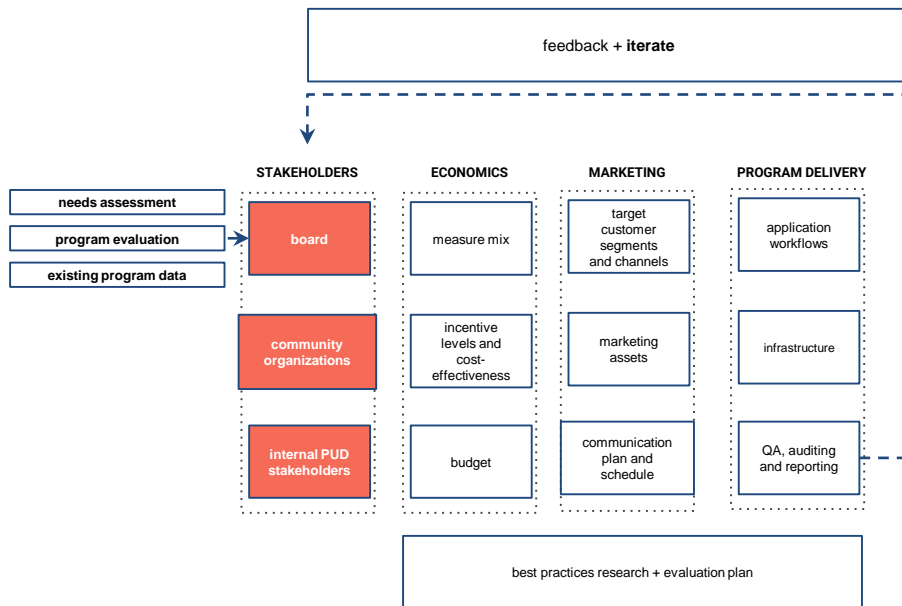 feedback + iterate
STAKEHOLDERS
ECONOMICS
MARKETING
PROGRAM DELIVERY
needs assessment
program evaluation
existing program data
board
measure mix
target
customer
segments
and channels
application
workflows
community
organizations
incentive
levels and
cost-
effectiveness
marketing
assets
infrastructure
internal PUD
stakeholders
budget
communication
plan and
schedule
QA, auditing
and reporting
best practices research + evaluation plan